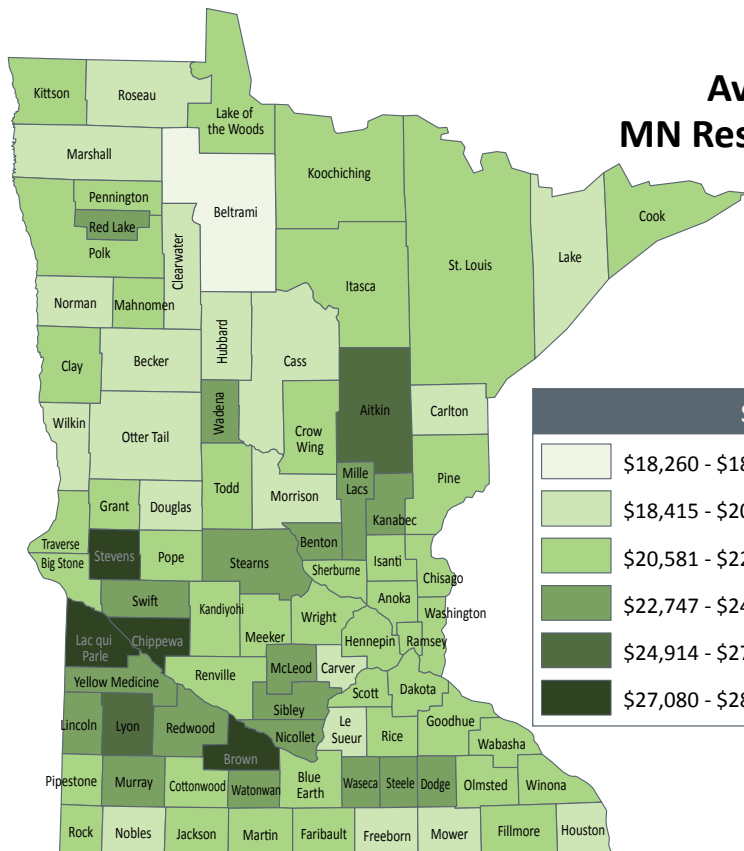 Av
MN Res
Kittson
Roseau
Lake of
the Woods
Marshall
Koochiching
Pennington
Beltrami
Red Lake
Polk
Clearwater
Cook
St. Louis
Lake
Itasca
Norman
Mahnomen
Hubbard
Becker
Cass
Clay
Wadena
Aitkin
Carlton
Wilkin
Otter Tail
Crow
Wing
Mille
Lacs
Pine
Todd
Morrison
Grant
Douglas
Kanabec
Traverse
Big Stone
Stevens
Pope
Stearns
Benton
Sherburne
Isanti
Chisago
Swift
Kandiyohi
Anoka
Washington
Wright
Lac qui
Parle
Chippewa
Meeker
Hennepin
Ramsey
Renville
McLeod
Carver
Yellow Medicine
Scott
Dakota
Sibley
Lincoln
Lyon
Redwood
Nicollet
Le
Sueur
Rice
Goodhue
Wabasha
Brown
Pipestone
Murray
Cottonwood
Watonwan
Blue
Earth
Waseca
Steele
Dodge
Olmsted
Winona
Rock
Nobles
Jackson
Martin
Faribault
Freeborn
Mower
Fillmore
Houston
$18,260 - $18
$18,415 - $20
$20,581 - $22
$22,747 - $24
$24,914 - $27
$27,080 - $28